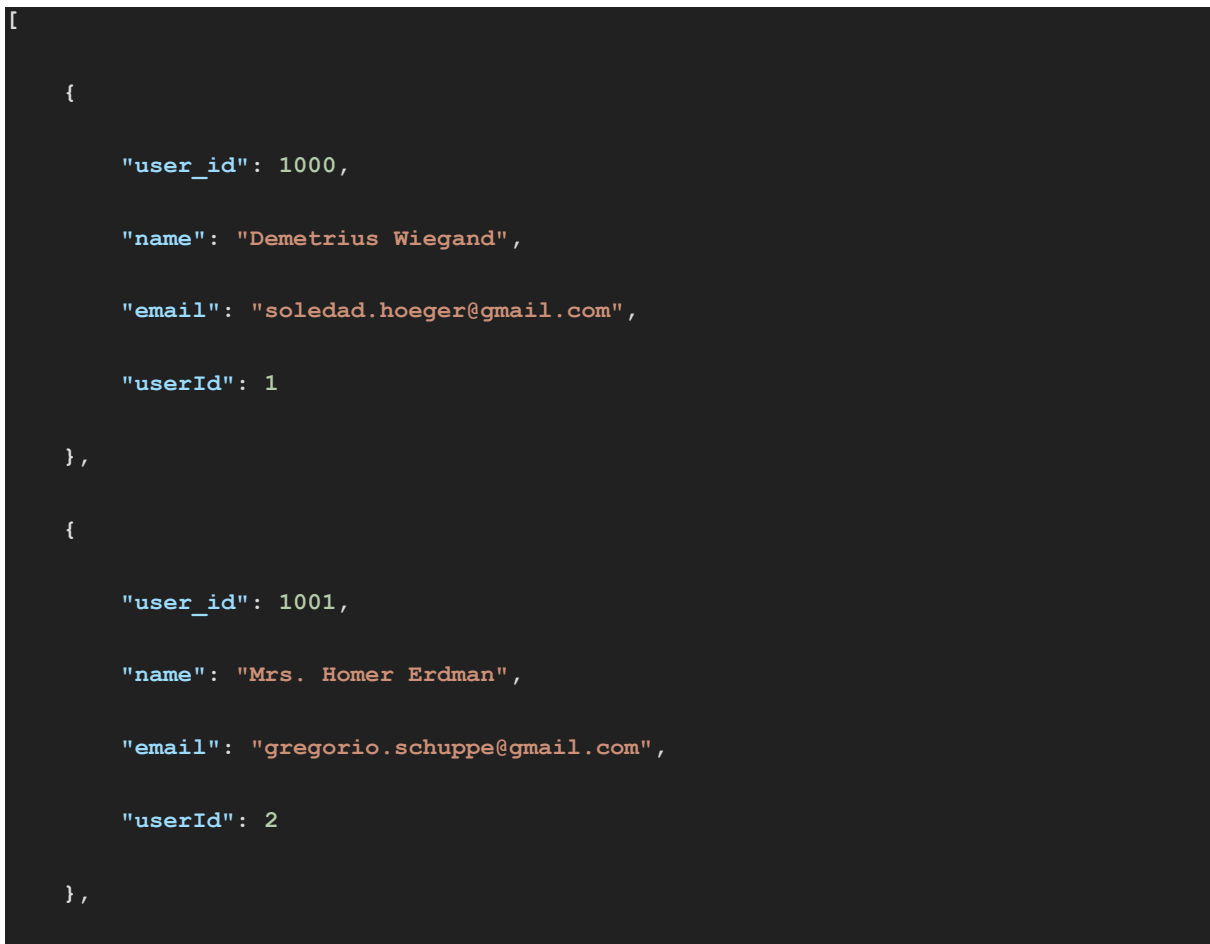 [
{
"user_id": 1000,
"name": "Demetrius Wiegand",
"email": "soledad.hoeger@gmail.com",
"userId": 1
},
{
"user_id": 1001,
"name": "Mrs. Homer Erdman",
"email": "gregorio.schuppe@gmail.com",
"userId": 2
},